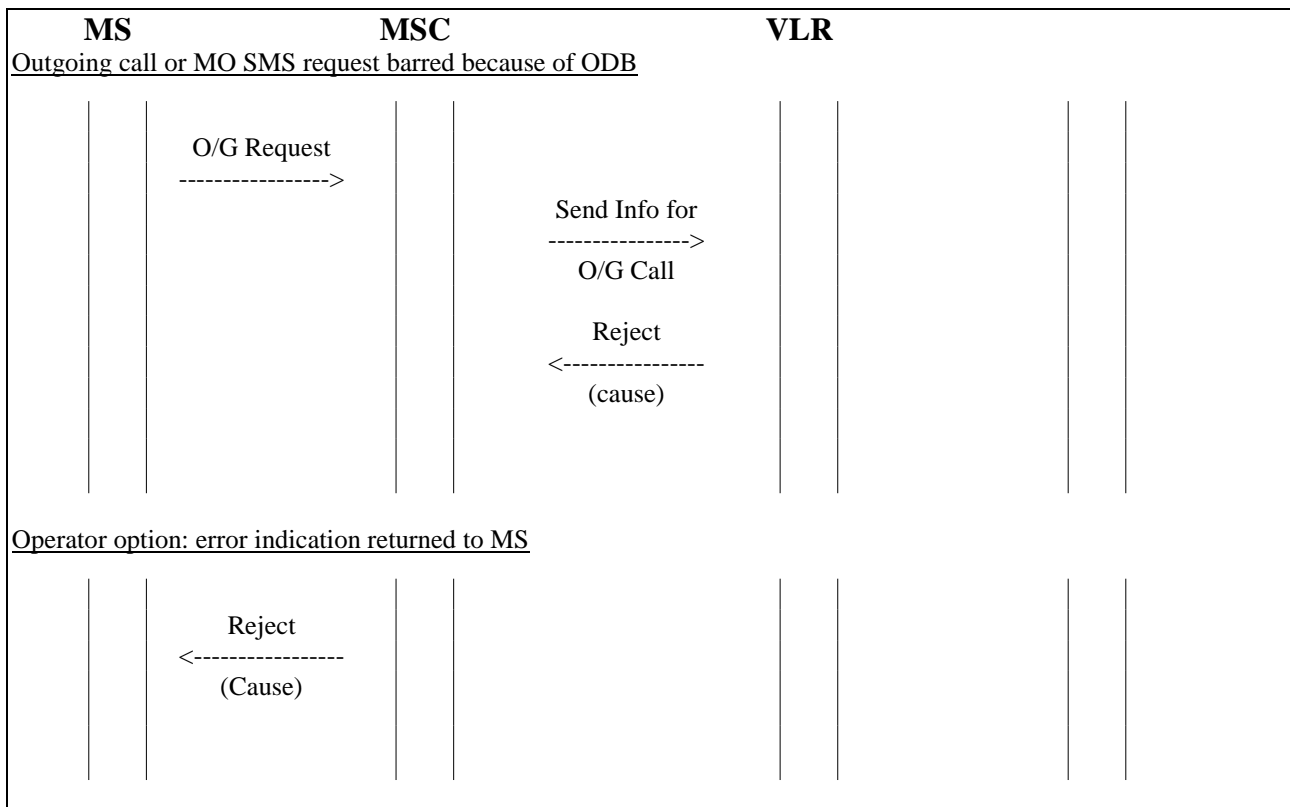 MS MSC VLR
Outgoing call or MO SMS request barred because of ODB
O/G Request
----------------->
Send Info for
---------------->
O/G Call
Reject
<----------------
(cause)
Operator option: error indication returned to MS
Reject
<-----------------
(Cause)